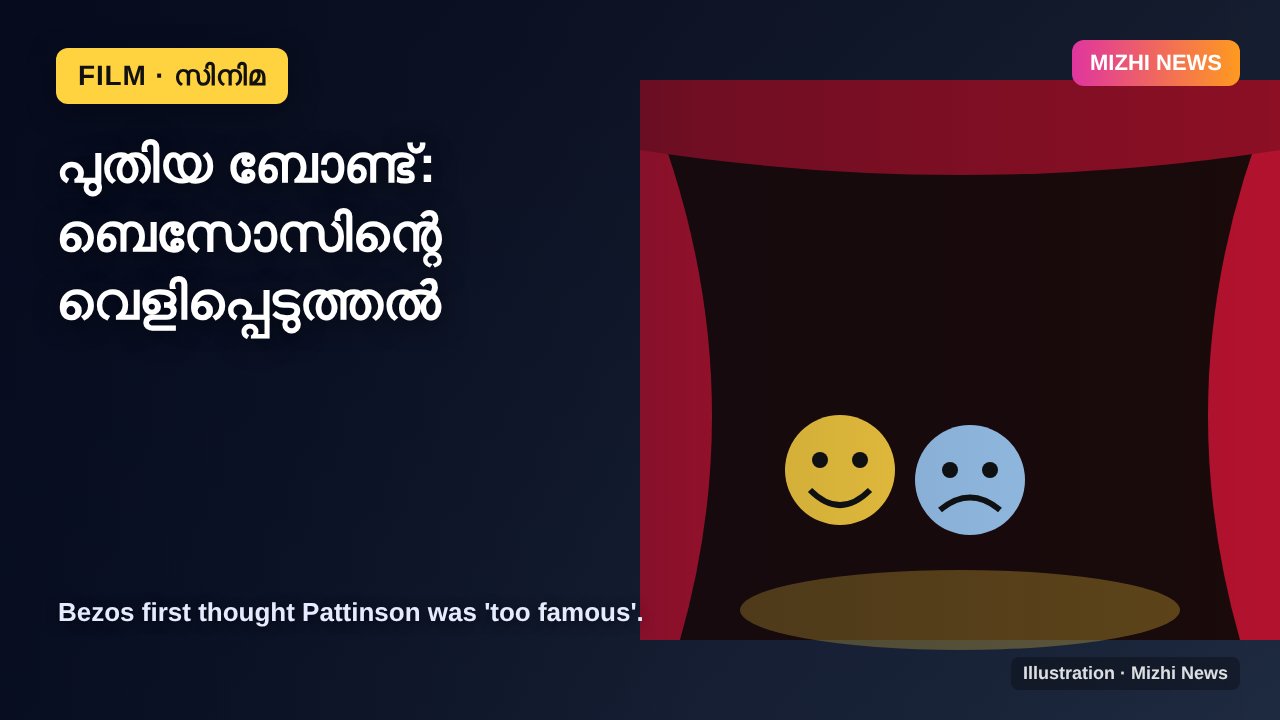 FILM · സിനിമ
MIZHI NEWS
പുതിയ ബോണ്ട്:
ബെസോസിന്റെ
വെളിപ്പെടുത്തൽ
Bezos first thought Pattinson was 'too famous'.
Illustration · Mizhi News